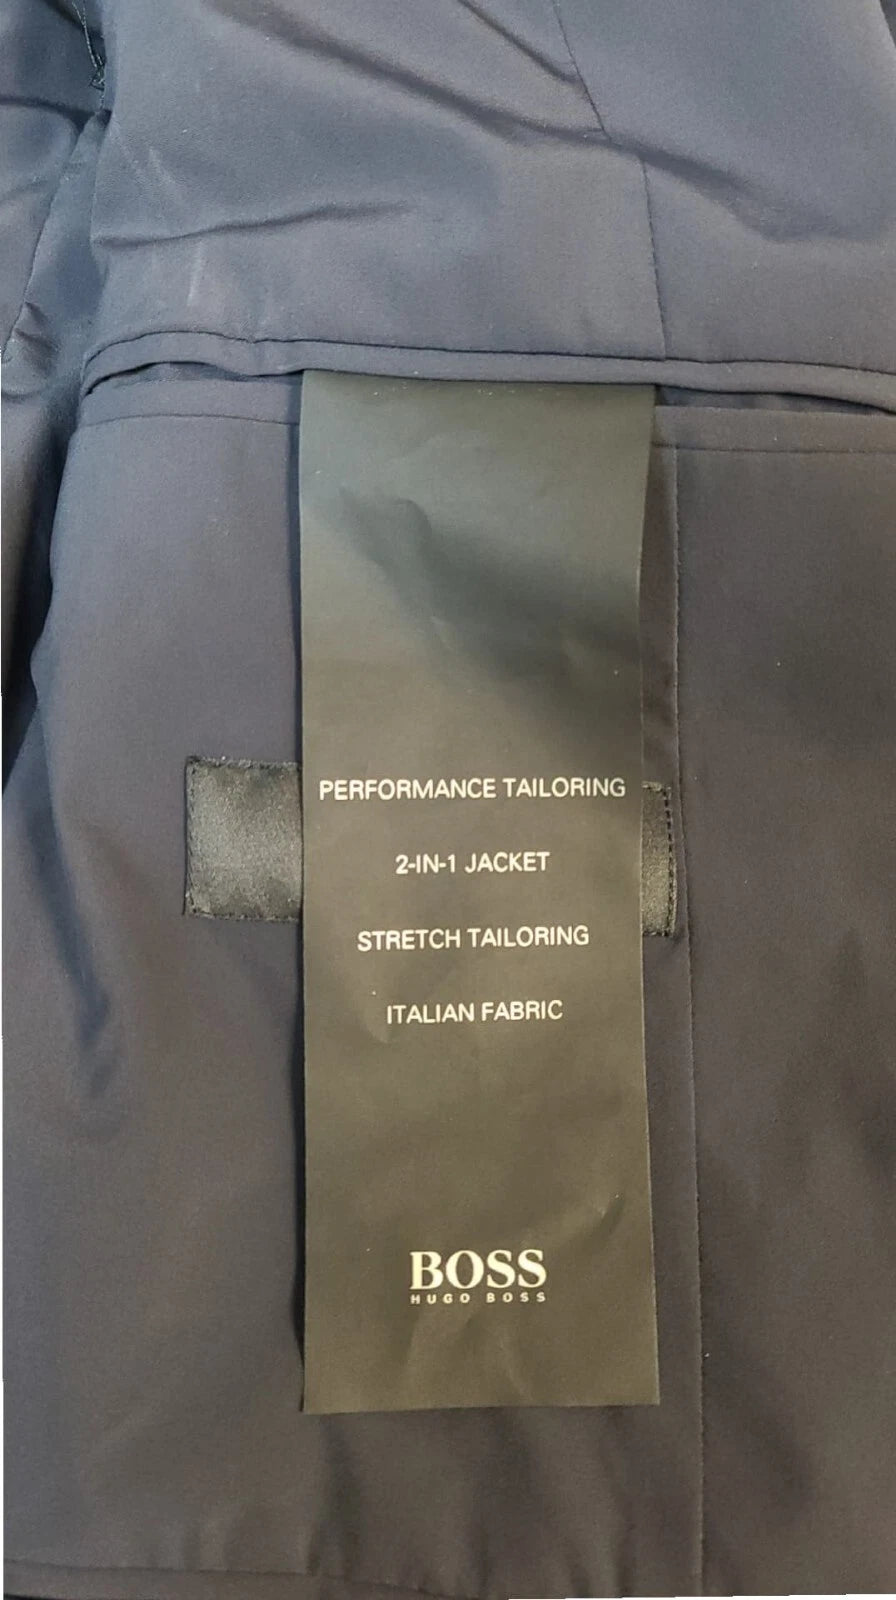 PERFORMANCE TAILORING
2-IN-1 JACKET
STRETCH TAILORING
ITALIAN FABRIC
BOSS
HUGO BOSS